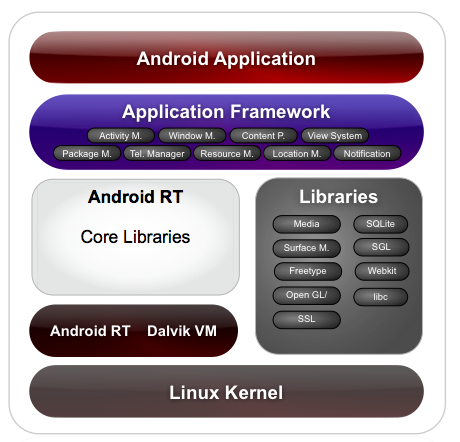 Android Application
Application Framework
Activity M. Window M. Content P. View System
Package M. Tel. Manager Resource M. Location M. Notification
Android RT
Core Libraries
Libraries
Media SQLite
Surface M. SGL
Freetype Webkit
Open GL/ libc
SSL
Android RT Dalvik VM
Linux Kernel